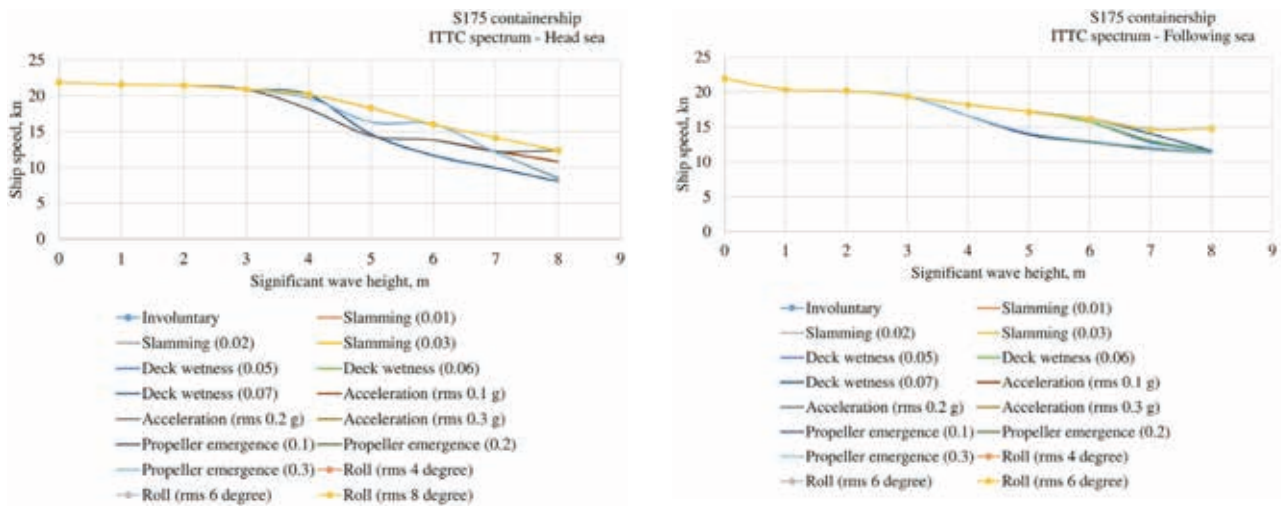 S175 containership
ITTC spectrum - Head sea
25
20
15
10
5
0
Ship speed, kn
0 1 2 3 4 5 6 7 8 9
Significant wave height, m
Involuntary Slamming (0.01)
Slamming (0.02) Slamming (0.03)
Deck wetness (0.05) Deck wetness (0.06)
Deck wetness (0.07) Acceleration (rms 0.1 g)
Acceleration (rms 0.2 g) Acceleration (rms 0.3 g)
Propeller emergence (0.1) Propeller emergence (0.2)
Propeller emergence (0.3) Roll (rms 4 degree)
Roll (rms 6 degree) Roll (rms 8 degree)
S175 containership
ITTC spectrum - Following sea
25
20
15
10
5
0
Ship speed, kn
0 1 2 3 4 5 6 7 8 9
Significant wave height, m
Involuntary Slamming (0.01)
Slamming (0.02) Slamming (0.03)
Deck wetness (0.05) Deck wetness (0.06)
Deck wetness (0.07) Acceleration (rms 0.1 g)
Acceleration (rms 0.2 g) Acceleration (rms 0.3 g)
Propeller emergence (0.1) Propeller emergence (0.2)
Propeller emergence (0.3) Roll (rms 4 degree)
Roll (rms 6 degree) Roll (rms 6 degree)